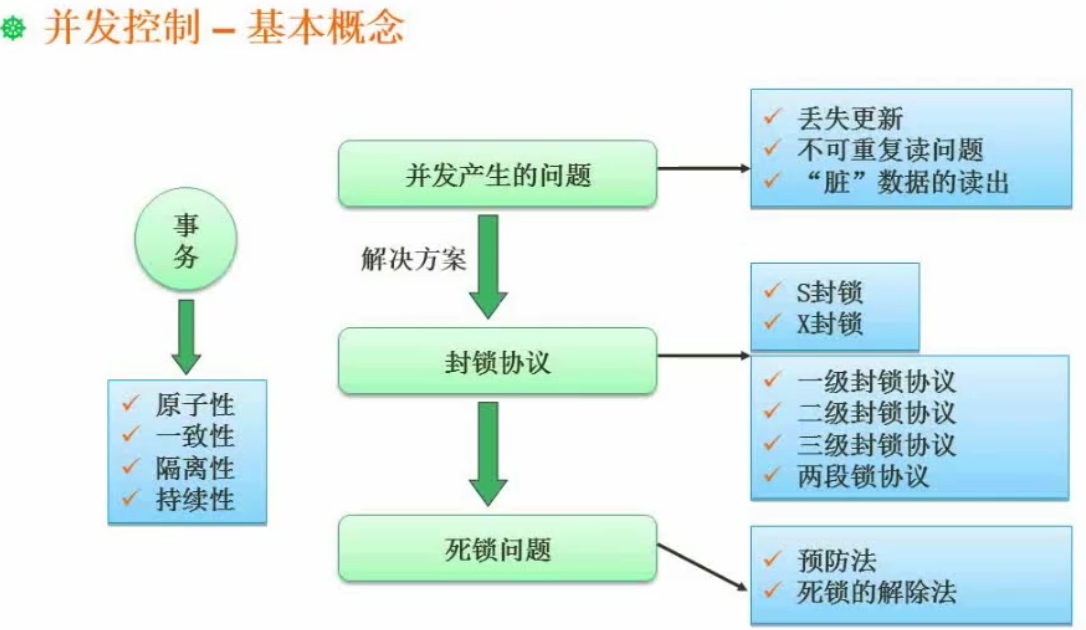 并发控制 – 基本概念
事
务
原子性
一致性
隔离性
持续性
并发产生的问题
丢失更新
不可重复读问题
“脏”数据的读出
解决方案
封锁协议
S封锁
X封锁
一级封锁协议
二级封锁协议
三级封锁协议
两段锁协议
死锁问题
预防法
死锁的解除法